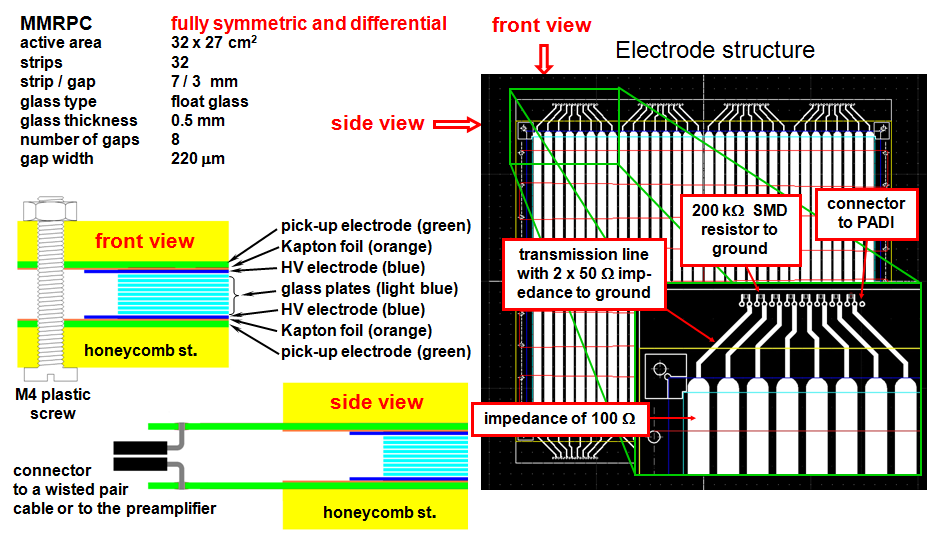 MMRPC fully symmetric and differential
active area 32 x 27 cm²
strips 32
strip / gap 7 / 3 mm
glass type float glass
glass thickness 0.5 mm
number of gaps 8
gap width 220 µm
front view
Electrode structure
side view
front view
pick-up electrode (green)
Kapton foil (orange)
HV electrode (blue)
glass plates (light blue)
HV electrode (blue)
Kapton foil (orange)
pick-up electrode (green)
honeycomb st.
M4 plastic
screw
200 kΩ SMD
resistor to
ground
connector
to PADI
transmission line
with 2 x 50 Ω imp-
edance to ground
impedance of 100 Ω
side view
connector
to a wisted pair
cable or to the preamplifier
honeycomb st.